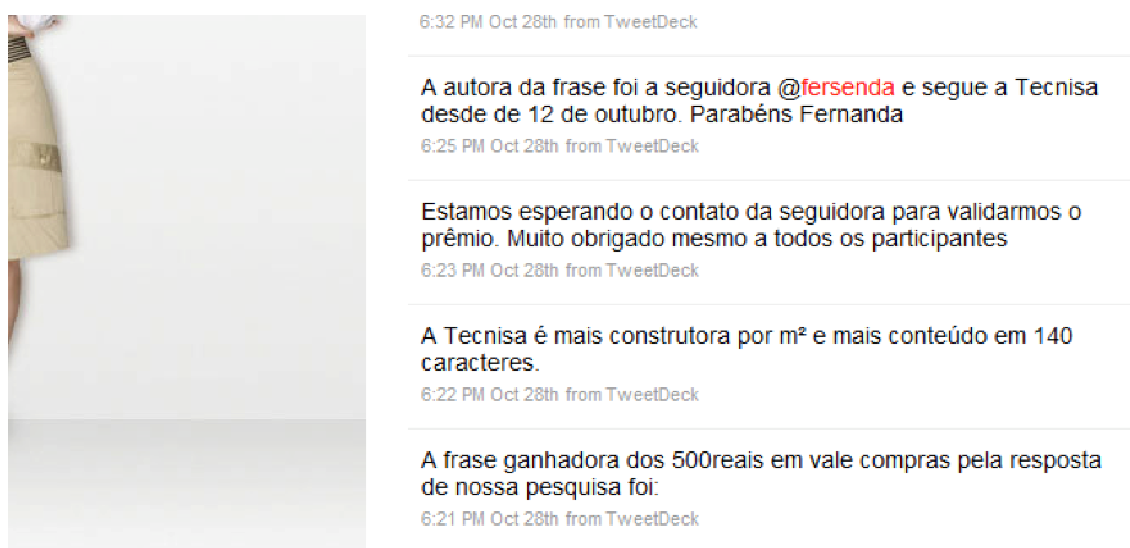 6:32 PM Oct 28th from TweetDeck
A autora da frase foi a seguidora @fersenda e segue a Tecnisa
desde de 12 de outubro. Parabéns Fernanda
6:25 PM Oct 28th from TweetDeck
Estamos esperando o contato da seguidora para validarmos o
prêmio. Muito obrigado mesmo a todos os participantes
6:23 PM Oct 28th from TweetDeck
A Tecnisa é mais construtora por m² e mais conteúdo em 140
caracteres.
6:22 PM Oct 28th from TweetDeck
A frase ganhadora dos 500reais em vale compras pela resposta
de nossa pesquisa foi:
6:21 PM Oct 28th from TweetDeck